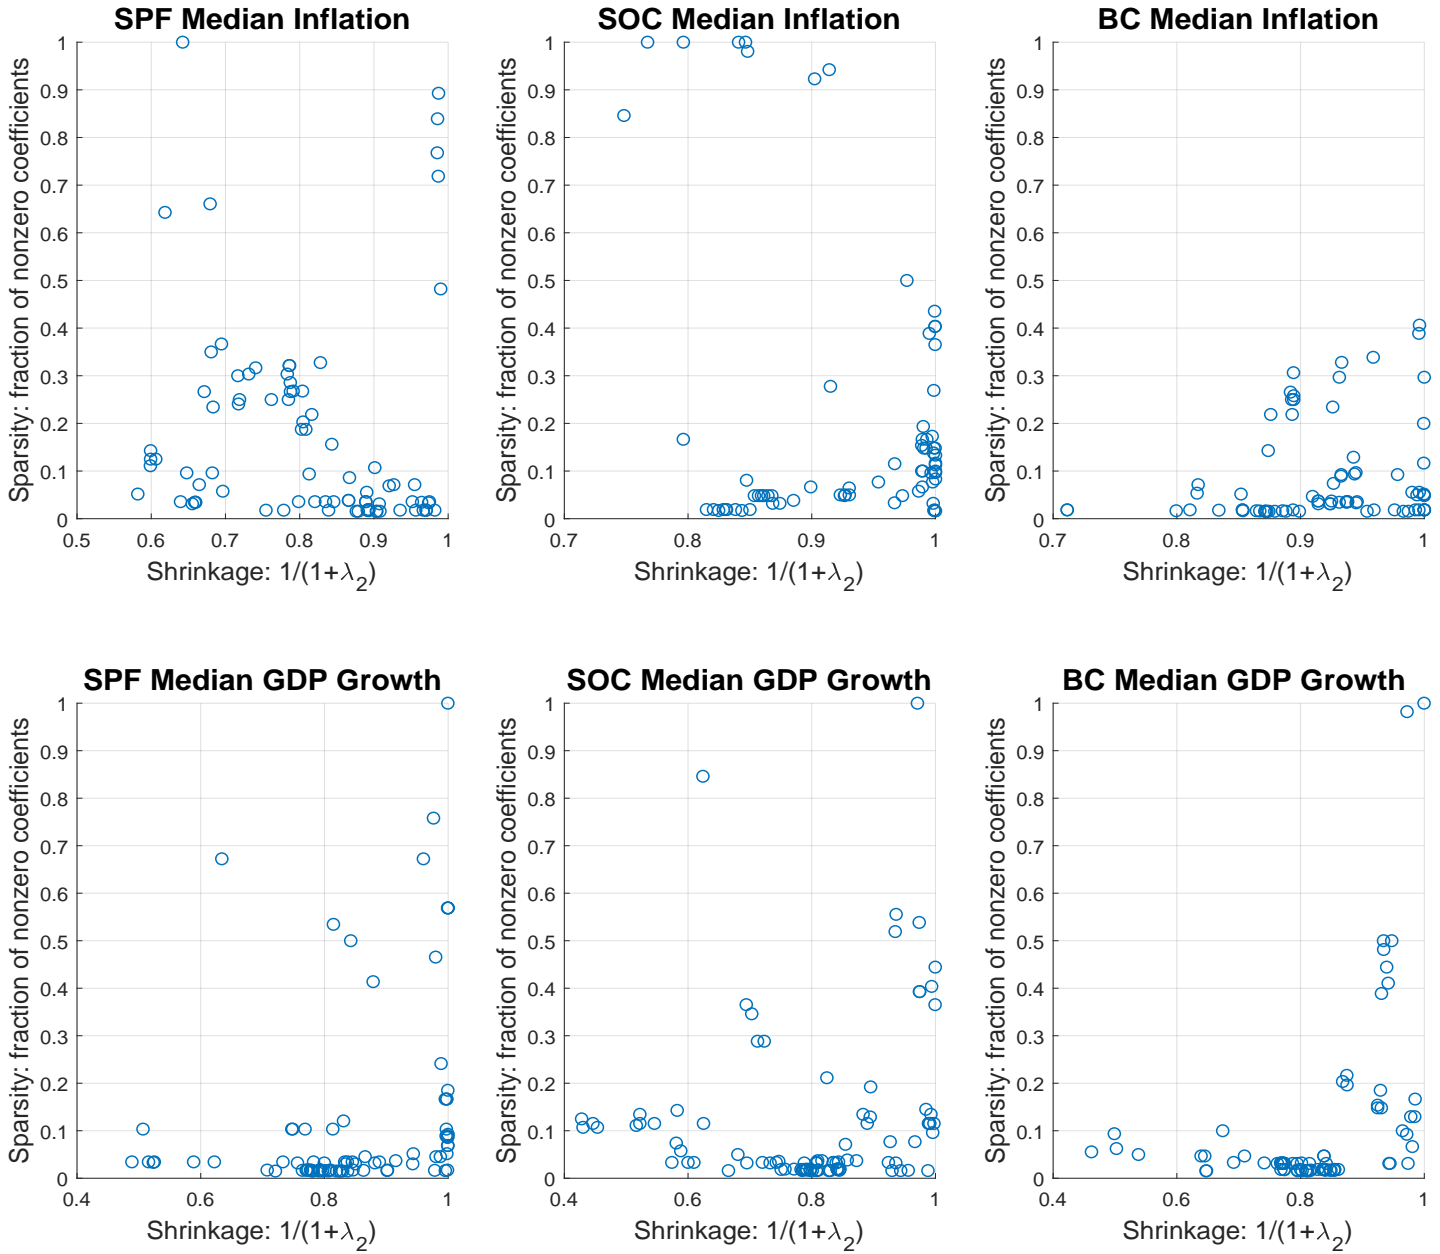 SPF Median Inflation
SOC Median Inflation
BC Median Inflation
Sparsity: fraction of nonzero coefficients
1
0.9
0.8
0.7
0.6
0.5
0.4
0.3
0.2
0.1
0
0.5 0.6 0.7 0.8 0.9 1
Shrinkage: 1/(1+λ₂)
Sparsity: fraction of nonzero coefficients
1
0.9
0.8
0.7
0.6
0.5
0.4
0.3
0.2
0.1
0
0.7 0.8 0.9 1
Shrinkage: 1/(1+λ₂)
Sparsity: fraction of nonzero coefficients
1
0.9
0.8
0.7
0.6
0.5
0.4
0.3
0.2
0.1
0
0.7 0.8 0.9 1
Shrinkage: 1/(1+λ₂)
SPF Median GDP Growth
SOC Median GDP Growth
BC Median GDP Growth
Sparsity: fraction of nonzero coefficients
1
0.9
0.8
0.7
0.6
0.5
0.4
0.3
0.2
0.1
0
0.4 0.6 0.8 1
Shrinkage: 1/(1+λ₂)
Sparsity: fraction of nonzero coefficients
1
0.9
0.8
0.7
0.6
0.5
0.4
0.3
0.2
0.1
0
0.4 0.6 0.8 1
Shrinkage: 1/(1+λ₂)
Sparsity: fraction of nonzero coefficients
1
0.9
0.8
0.7
0.6
0.5
0.4
0.3
0.2
0.1
0
0.4 0.6 0.8 1
Shrinkage: 1/(1+λ₂)